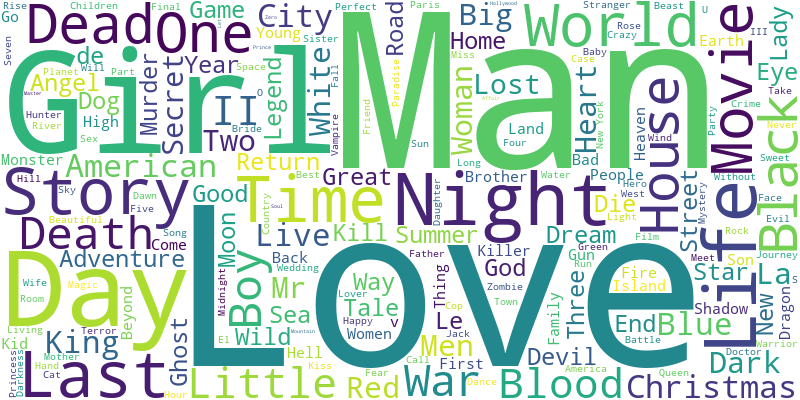 Rise
Children
Final
Perfect
Paris
Hollywood
Stranger
Beast
U
Go
Dead
One
Game
City
Big
World
Rose
Crazy
III
Seven
de
Will
Zero
Young
Sister
Road
Home
Baby
Earth
Lady
Let
Girl
Man
Movie
Year
Prince
Miss
Case
Take
Angel
Planet
Part
Murder
Secret
Space
Legend
White
Fall
Paradise
Woman
Lost
Heart
New York
House
Eye
Hunter
Master
Dog
II
O
Vampire
Friend
Affair
Land
Heaven
Crime
Never
River
High
Two
Bride
Sun
Four
Wind
Party
Black
Monster
Sex
American
Return
Great
Long
Bad
Water
People
Without
Sweet
Hill
Story
Dawn
Best
Time
Brother
Night
Daughter
Hero
West
Die
Light
Street
Mystery
Face
Evil
Sky
Five
Good
Country
Soul
Beautiful
Death
Song
Come
Moon
Boy
Live
Kill
Summer
Killer
Dream
Film
Life
Rock
Journey
Day
Adventure
Back
Wedding
Father
Love
God
Gun
Green
Run
Meet
Star
Son
La
S
Wife
Magic
Midnight
Mr
Lover
Way
Thing
Zombie
Fire
Island
Shadow
New
Dragon
Room
Beyond
Sea
Tale
V
Cop
Town
Family
Three
Living
Terror
King
Ghost
El
Mountain
Wild
Happy
Women
Le
Jack
End
Battle
Blue
Warrior
Kid
Mother
Hell
Call
Men
First
Devil
America
Doctor
Dark
Princess
Darkness
Hand
Cat
Last
Hour
Little
Kiss
Red
Fear
War
Dance
Blood
Queen
Christmas